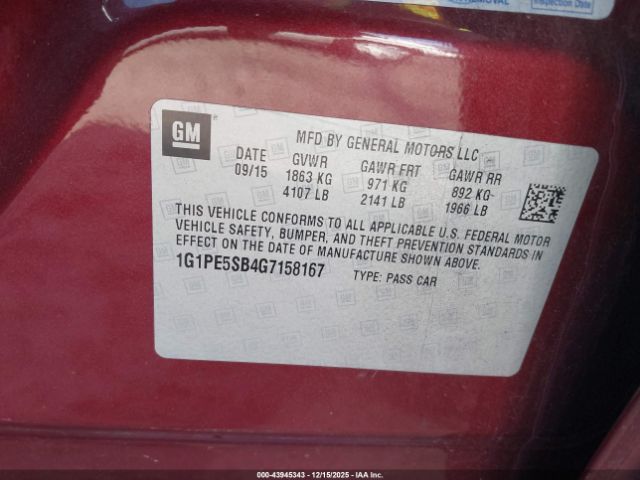 REMOVAL
Inspection Date
GM
MFD BY GENERAL MOTORS LLC
DATE GVWR GAWR FRT GAWR RR
09/15 1863 KG 971 KG 892 KG
4107 LB 2141 LB 1966 LB
THIS VEHICLE CONFORMS TO ALL APPLICABLE U.S. FEDERAL MOTOR
VEHICLE SAFETY, BUMPER, AND THEFT PREVENTION STANDARDS IN
EFFECT ON THE DATE OF MANUFACTURE SHOWN ABOVE.
1G1PE5SB4G7158167 TYPE: PASS CAR
000-43945343 - 12/15/2025 - IAA Inc.